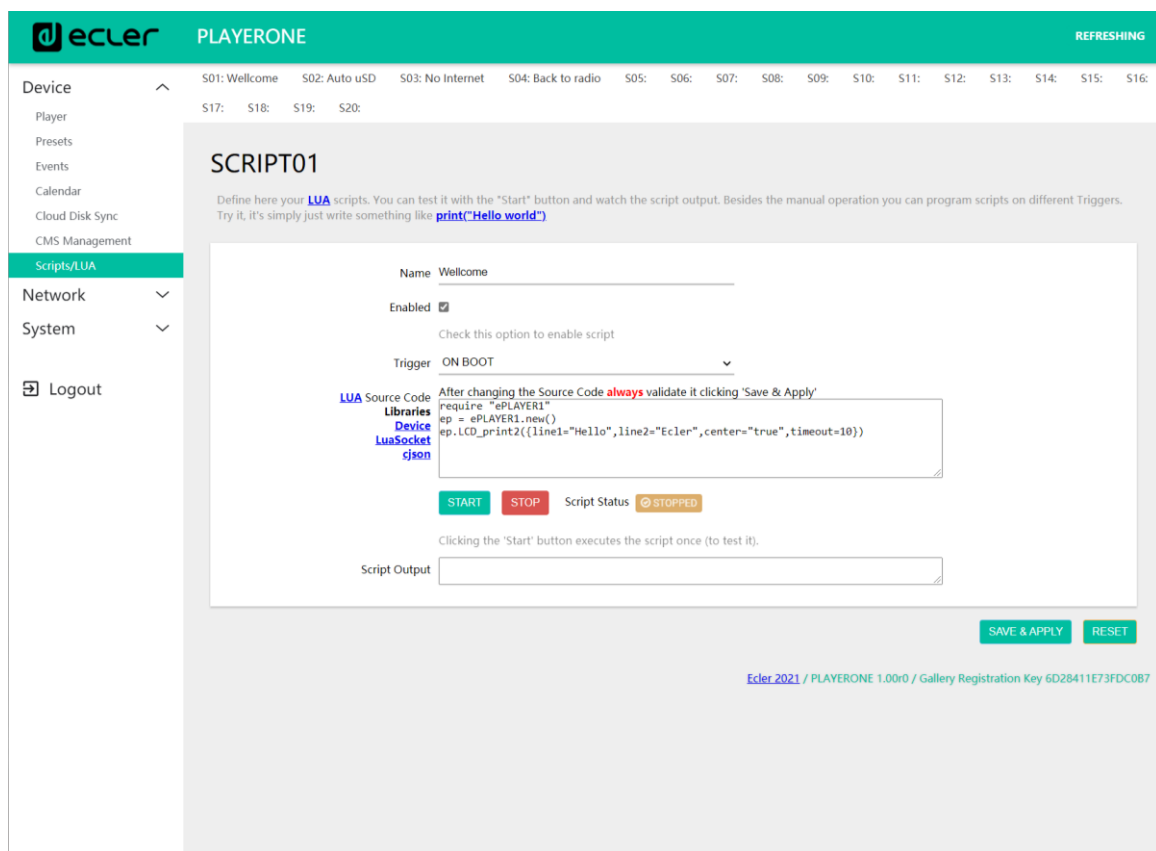 ecler
PLAYERONE
REFRESHING
Device
Player
Presets
Events
Calendar
Cloud Disk Sync
CMS Management
Scripts/LUA
Network
System
Logout
S01: Wellcome S02: Auto uSD S03: No Internet S04: Back to radio S05: S06: S07: S08: S09: S10: S11: S12: S13: S14: S15: S16:
S17: S18: S19: S20:
SCRIPT01
Define here your LUA scripts. You can test it with the "Start" button and watch the script output. Besides the manual operation you can program scripts on different Triggers.
Try it, it's simply just write something like print("Hello world")
Name Wellcome
Enabled
Check this option to enable script
Trigger ON BOOT
LUA Source Code
Libraries
Device
LuaSocket
cjson
After changing the Source Code always validate it clicking 'Save & Apply'
require "ePLAYER1"
ep = ePLAYER1.new()
ep.LCD_print2({line1="Hello",line2="Ecler",center="true",timeout=10})
START STOP Script Status STOPPED
Clicking the 'Start' button executes the script once (to test it).
Script Output
SAVE & APPLY RESET
Ecler 2021 / PLAYERONE 1.00r0 / Gallery Registration Key 6D28411E73FDC0B7